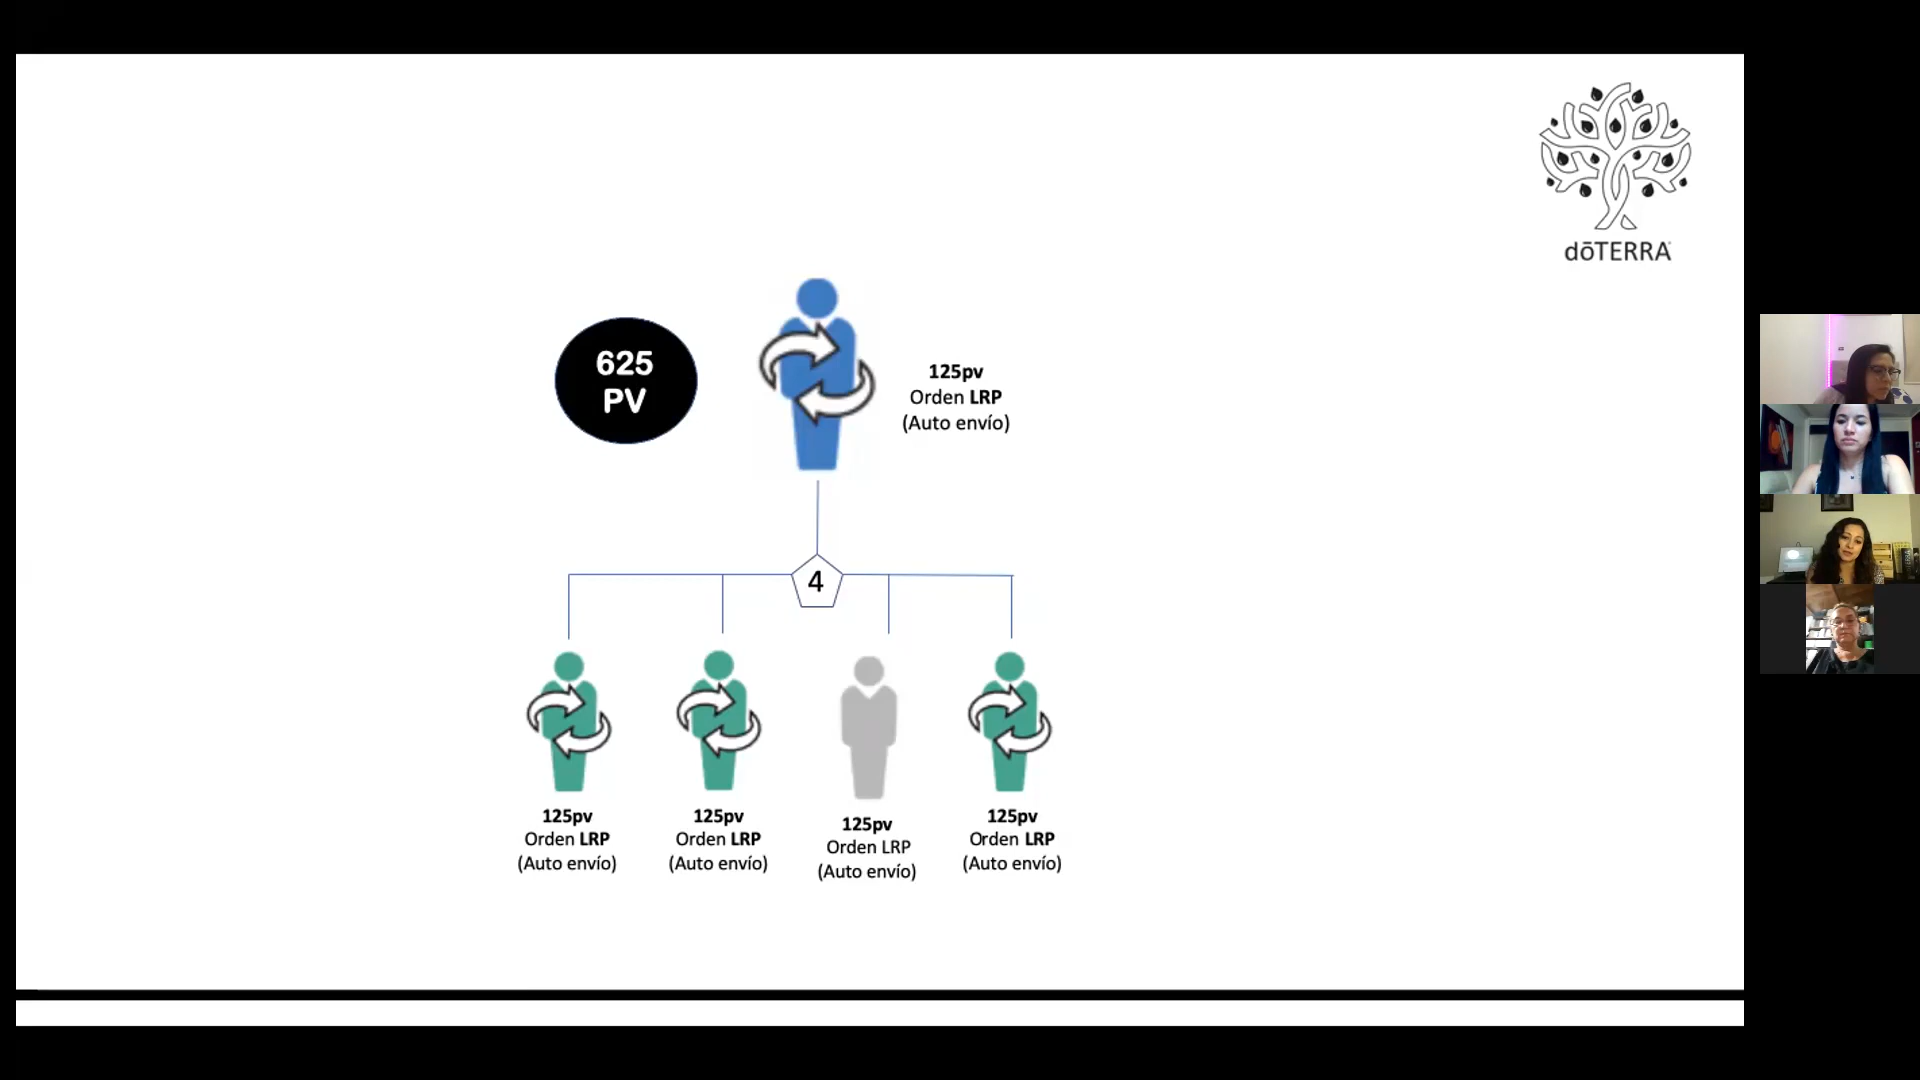 dōTERRA
625
PV
125pv
Orden LRP
(Auto envío)
4
125pv
Orden LRP
(Auto envío)
125pv
Orden LRP
(Auto envío)
125pv
Orden LRP
(Auto envío)
125pv
Orden LRP
(Auto envío)